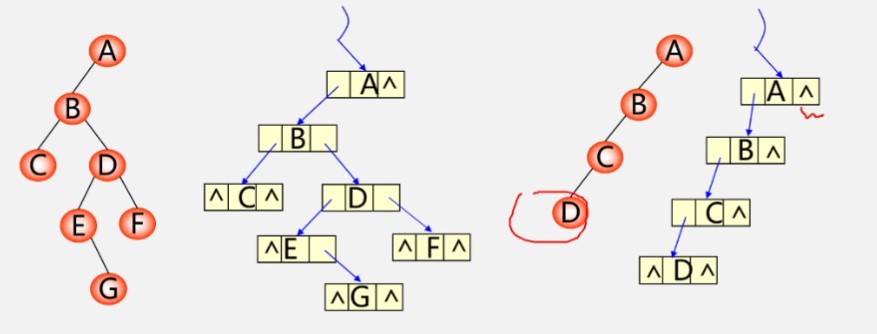 A
B
C D
E F
G
A ^
B
^ C ^ D
^ E ^ F ^
^ G ^
A
B
C
D
A ^
B ^
C ^
^ D ^